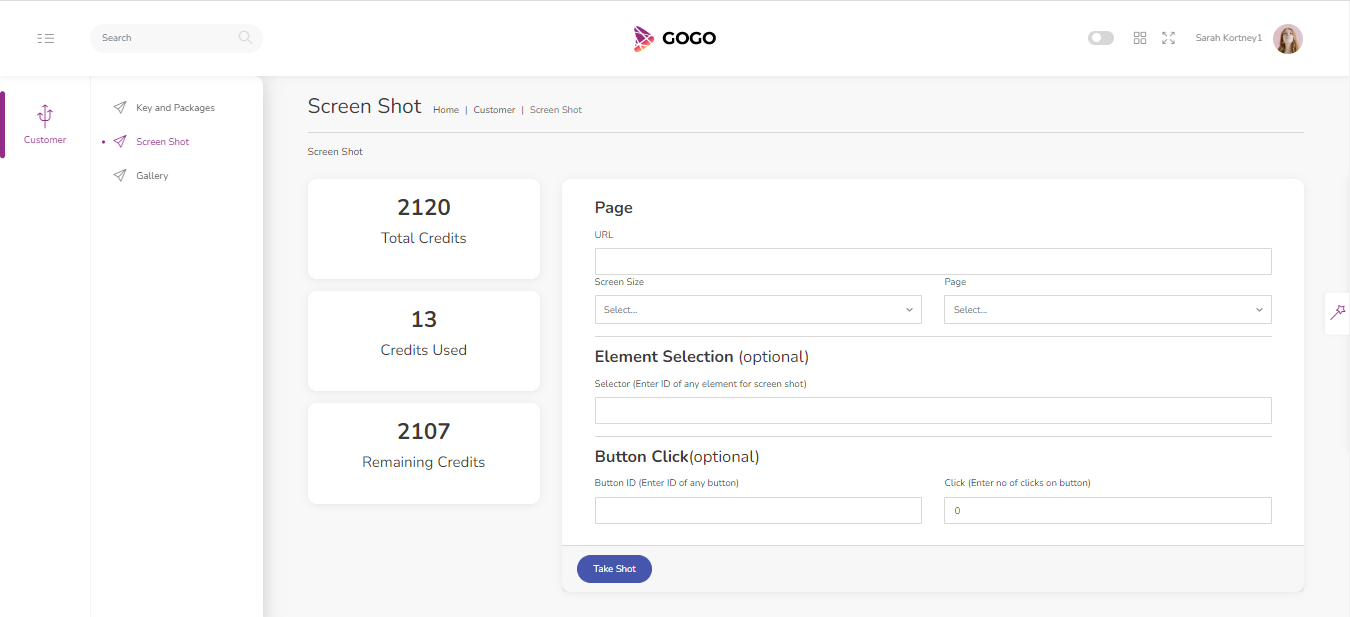 Search
GOGO
Sarah Kortney1
Customer
Key and Packages
Screen Shot
Gallery
Screen Shot
Home | Customer | Screen Shot
Screen Shot
2120
Total Credits
13
Credits Used
2107
Remaining Credits
Page
URL
Screen Size
Page
Select...
Select...
Element Selection (optional)
Selector (Enter ID of any element for screen shot)
Button Click(optional)
Button ID (Enter ID of any button)
Click (Enter no of clicks on button)
0
Take Shot